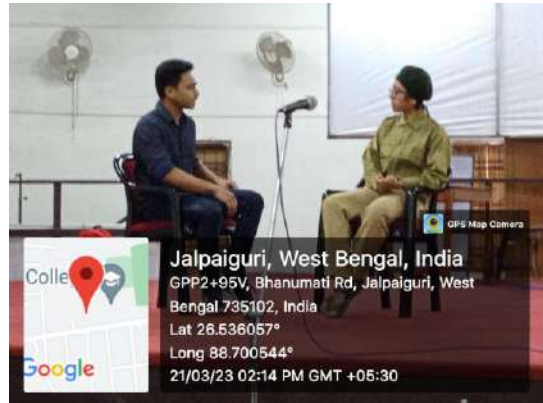 GPS Map Camera
Colle
Google
Jalpaiguri, West Bengal, India
GPP2+95V, Bhanumati Rd, Jalpaiguri, West
Bengal 735102, India
Lat 26.536057°
Long 88.700544°
21/03/23 02:14 PM GMT +05:30